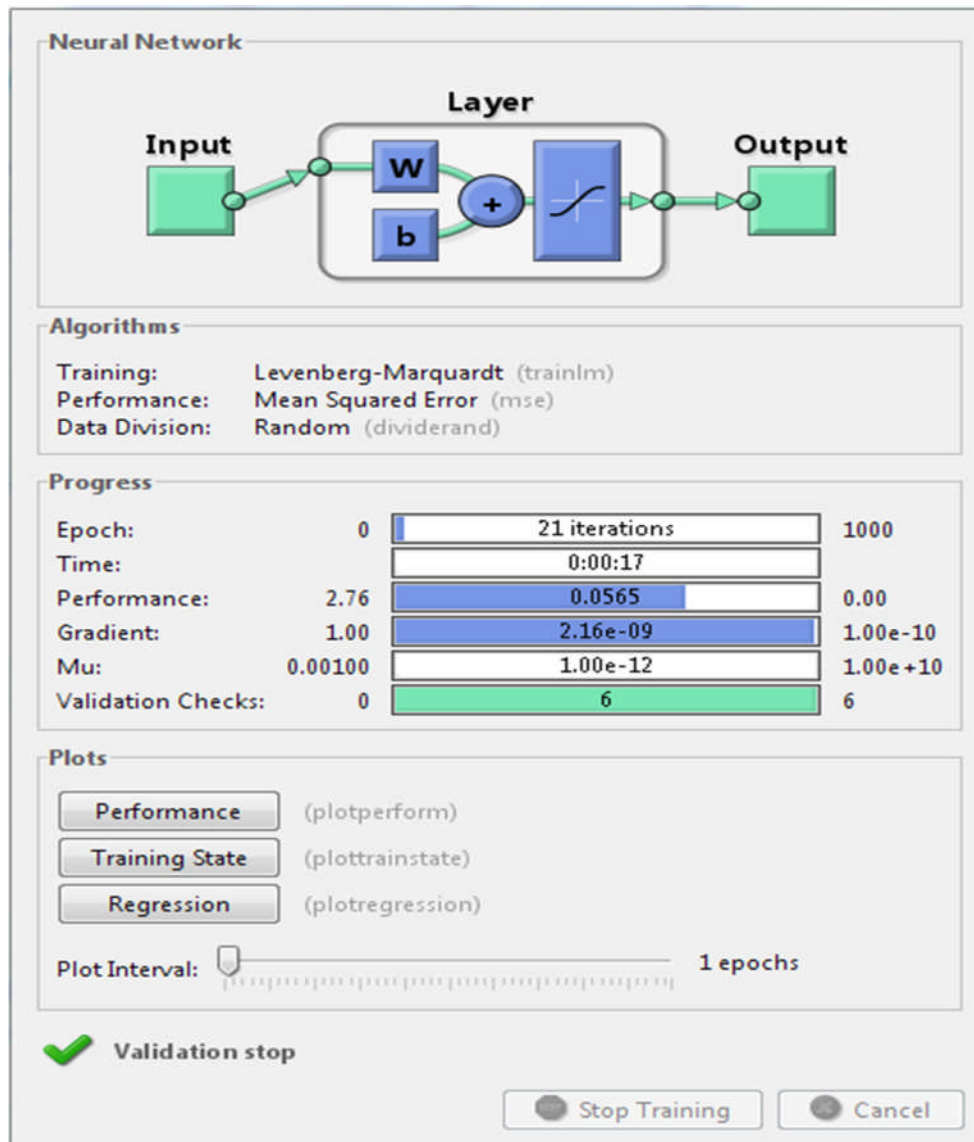 Neural Network
Layer
Input
Output
W
+
b
Algorithms
Training: Levenberg-Marquardt (trainlm)
Performance: Mean Squared Error (mse)
Data Division: Random (dividerand)
Progress
Epoch: 0 21 iterations 1000
Time: 0:00:17
Performance: 2.76 0.0565 0.00
Gradient: 1.00 2.16e-09 1.00e-10
Mu: 0.00100 1.00e-12 1.00e+10
Validation Checks: 0 6 6
Plots
Performance (plotperform)
Training State (plottrainstate)
Regression (plotregression)
Plot Interval: 1 epochs
Validation stop
Stop Training Cancel